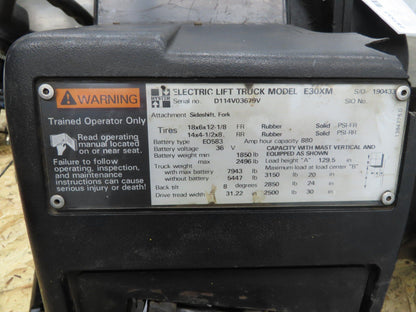 WARNING
Trained Operator Only
Read operating
manual located
on or near seat.
Failure to follow
operating, inspection,
and maintenance
instructions can cause
serious injury or death!
HYSTER
ELECTRIC LIFT TRUCK MODEL E30XM S/O- 190433
Serial no. D114V03679V SIO No.
Attachment Sideshift, Fork
Tires 18x6x12-1/8 FR Rubber Solid PSI-FR
14x4-1/2x8, RR Rubber Solid PSI-RR
Battery type EO583 Amp hour capacity 880
Battery voltage 36 V CAPACITY WITH MAST VERTICAL AND
Battery weight min 1850 lb EQUIPPED AS SHOWN
max 2496 lb Load height "A" 129.5 in
Truck weight Maximum load at load center "B"
with max battery 7943 lb 3150 lb 20 in
without battery 5447 lb 2850 lb 24 in
Back tilt 8 degrees 2500 lb 30 in
Drive tread width 31.22 in